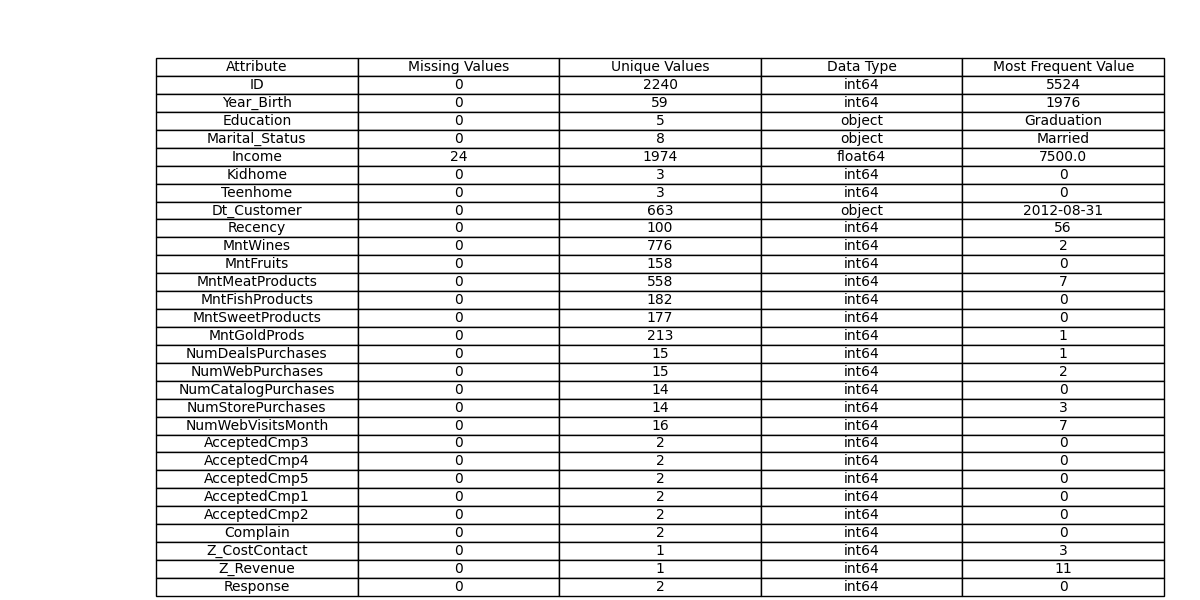 Attribute Missing Values Unique Values Data Type Most Frequent Value
ID 0 2240 int64 5524
Year_Birth 0 59 int64 1976
Education 0 5 object Graduation
Marital_Status 0 8 object Married
Income 24 1974 float64 7500.0
Kidhome 0 3 int64 0
Teenhome 0 3 int64 0
Dt_Customer 0 663 object 2012-08-31
Recency 0 100 int64 56
MntWines 0 776 int64 2
MntFruits 0 158 int64 0
MntMeatProducts 0 558 int64 7
MntFishProducts 0 182 int64 0
MntSweetProducts 0 177 int64 0
MntGoldProds 0 213 int64 1
NumDealsPurchases 0 15 int64 1
NumWebPurchases 0 15 int64 2
NumCatalogPurchases 0 14 int64 0
NumStorePurchases 0 14 int64 3
NumWebVisitsMonth 0 16 int64 7
AcceptedCmp3 0 2 int64 0
AcceptedCmp4 0 2 int64 0
AcceptedCmp5 0 2 int64 0
AcceptedCmp1 0 2 int64 0
AcceptedCmp2 0 2 int64 0
Complain 0 2 int64 0
Z_CostContact 0 1 int64 3
Z_Revenue 0 1 int64 11
Response 0 2 int64 0